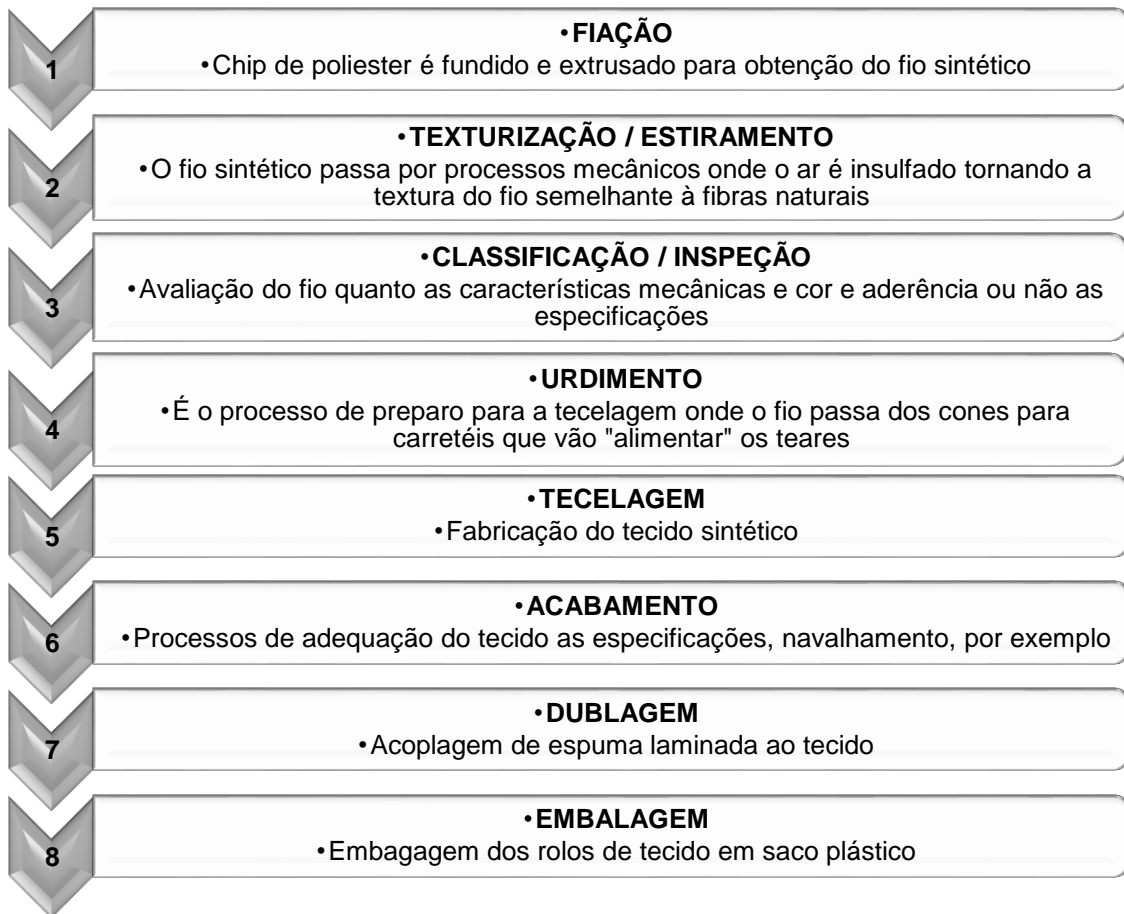 1
•FIAÇÃO
•Chip de poliester é fundido e extrusado para obtenção do fio sintético
2
•TEXTURIZAÇÃO / ESTIRAMENTO
•O fio sintético passa por processos mecânicos onde o ar é insulfado tornando a
textura do fio semelhante à fibras naturais
3
•CLASSIFICAÇÃO / INSPEÇÃO
•Avaliação do fio quanto as características mecânicas e cor e aderência ou não as
especificações
4
•URDIMENTO
•É o processo de preparo para a tecelagem onde o fio passa dos cones para
carretéis que vão "alimentar" os teares
5
•TECELAGEM
•Fabricação do tecido sintético
6
•ACABAMENTO
•Processos de adequação do tecido as especificações, navalhamento, por exemplo
7
•DUBLAGEM
•Acoplagem de espuma laminada ao tecido
8
•EMBALAGEM
•Embagagem dos rolos de tecido em saco plástico